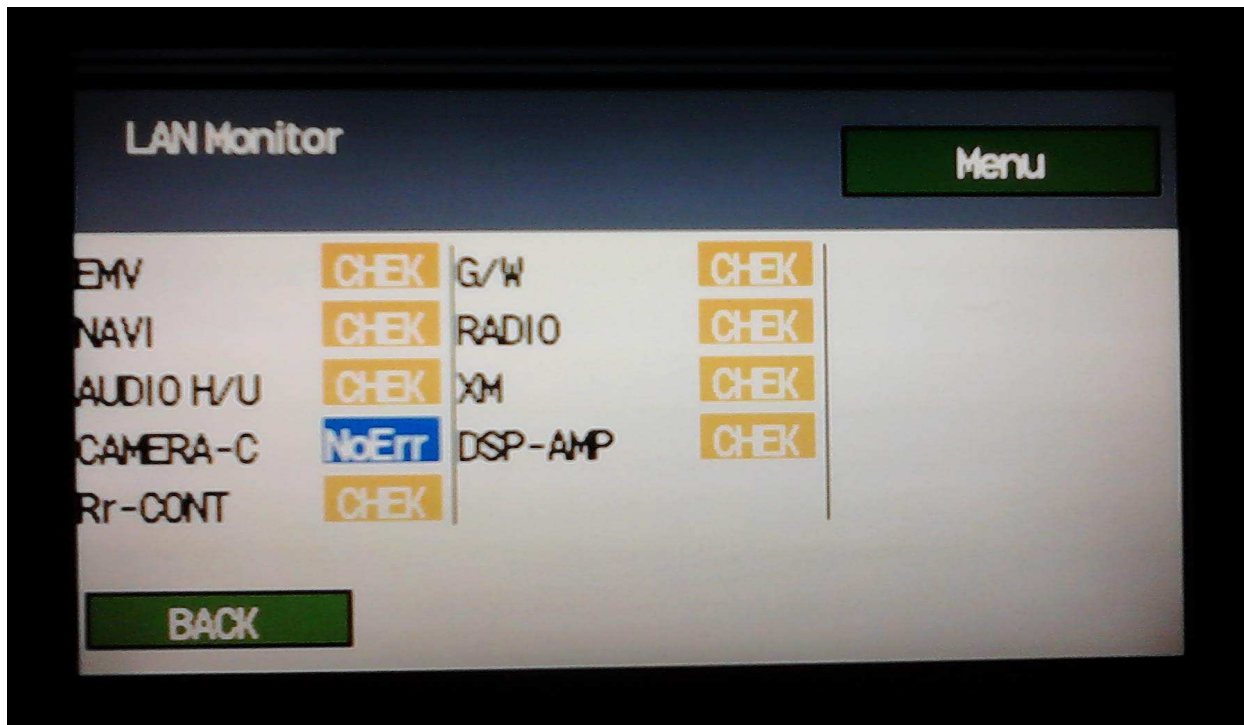 LAN Monitor
Menu
EMV CHEK G/W CHEK
NAVI CHEK RADIO CHEK
AUDIO H/U CHEK XM CHEK
CAMERA-C NoErr DSP-AMP CHEK
Rr-CONT CHEK
BACK